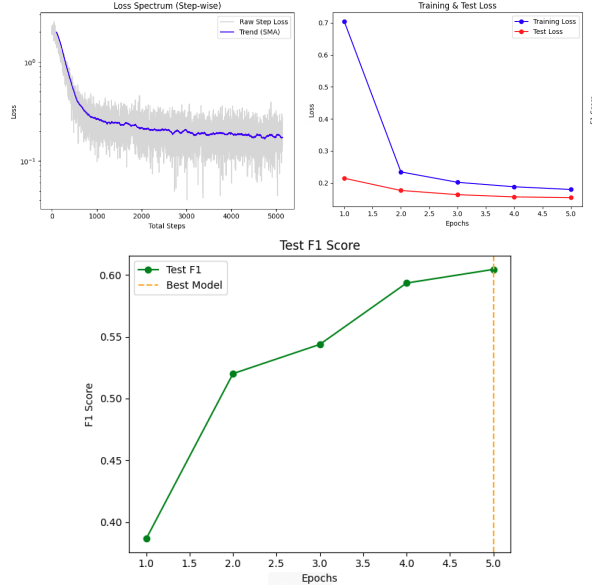 Loss Spectrum (Step-wise)
Raw Step Loss
Trend (SMA)
Loss
10⁰
10⁻¹
0 1000 2000 3000 4000 5000
Total Steps
Training & Test Loss
Training Loss
Test Loss
Loss
0.7
0.6
0.5
0.4
0.3
0.2
1.0 1.5 2.0 2.5 3.0 3.5 4.0 4.5 5.0
Epochs
F1 Score
Test F1 Score
Test F1
Best Model
F1 Score
0.60
0.55
0.50
0.45
0.40
1.0 1.5 2.0 2.5 3.0 3.5 4.0 4.5 5.0
Epochs